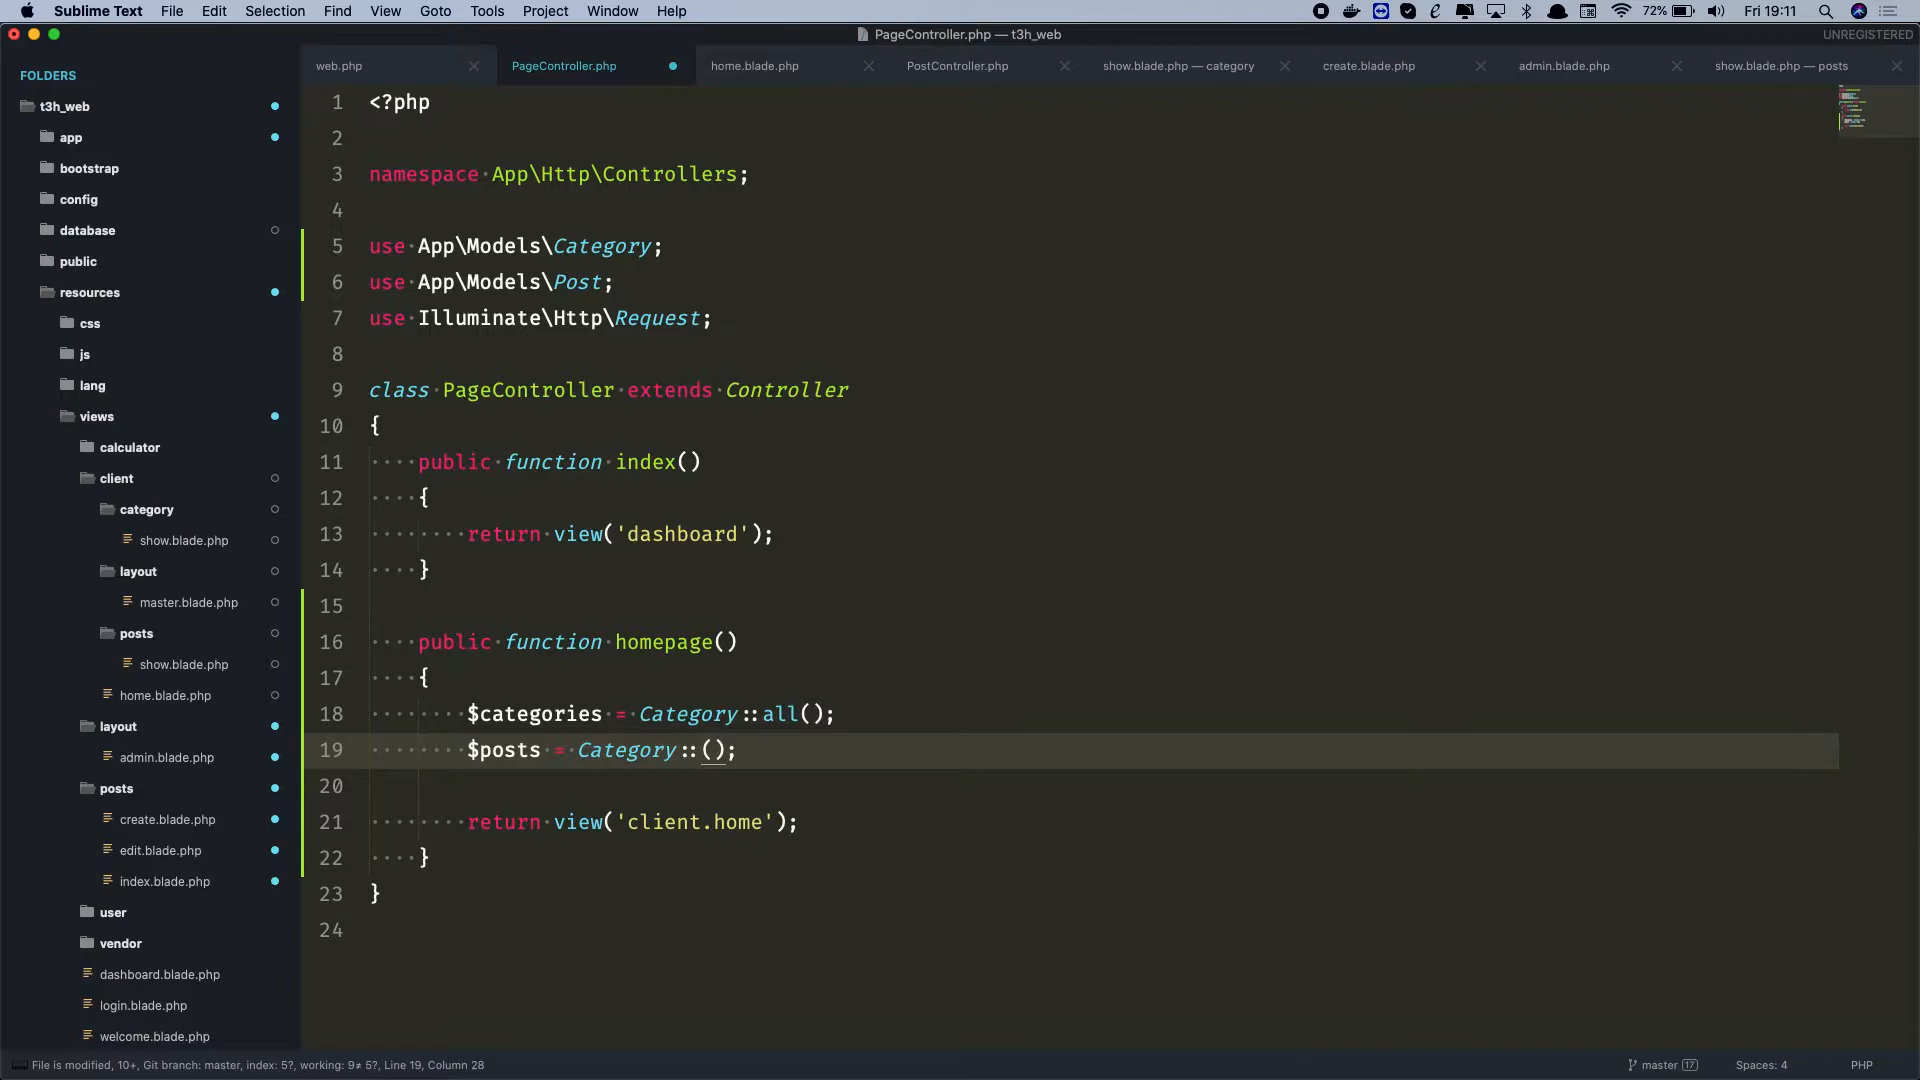 Sublime Text File Edit Selection Find View Goto Tools Project Window Help 72% Fri 19:11
PageController.php — t3h_web UNREGISTERED
web.php PageController.php home.blade.php PostController.php show.blade.php — category create.blade.php admin.blade.php show.blade.php — posts
FOLDERS
t3h_web
app
bootstrap
config
database
public
resources
css
js
lang
views
calculator
client
category
show.blade.php
layout
master.blade.php
posts
show.blade.php
home.blade.php
layout
admin.blade.php
posts
create.blade.php
edit.blade.php
index.blade.php
user
vendor
dashboard.blade.php
login.blade.php
welcome.blade.php
1 <?php
2
3 namespace App\Http\Controllers;
4
5 use App\Models\Category;
6 use App\Models\Post;
7 use Illuminate\Http\Request;
8
9 class PageController extends Controller
10 {
11 public function index()
12 {
13 return view('dashboard');
14 }
15
16 public function homepage()
17 {
18 $categories = Category::all();
19 $posts = Category::();
20
21 return view('client.home');
22 }
23 }
24
File is modified, 10+, Git branch: master, index: 5?, working: 9≠ 5?, Line 19, Column 28 master 17 Spaces: 4 PHP